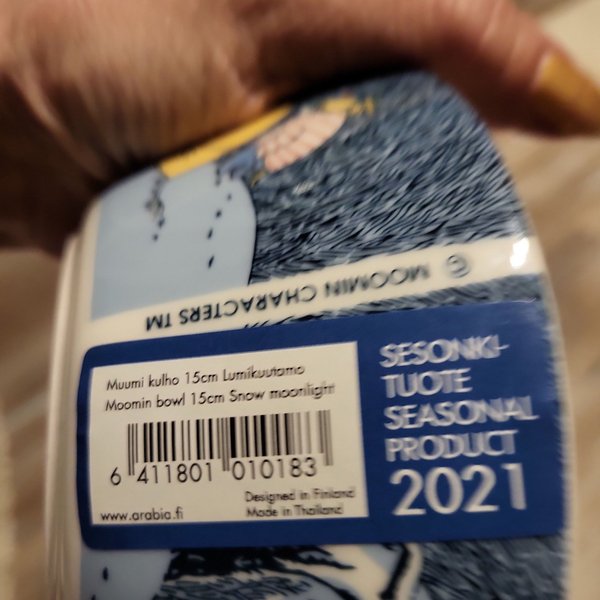 © MOOMIN CHARACTERS TM
Muumi kulho 15cm Lumikuutamo
Moomin bowl 15cm Snow moonlight
6 411801 010183
Designed in Finland
www.arabia.fi Made in Thailand
SESONKI-
TUOTE
SEASONAL
PRODUCT
2021